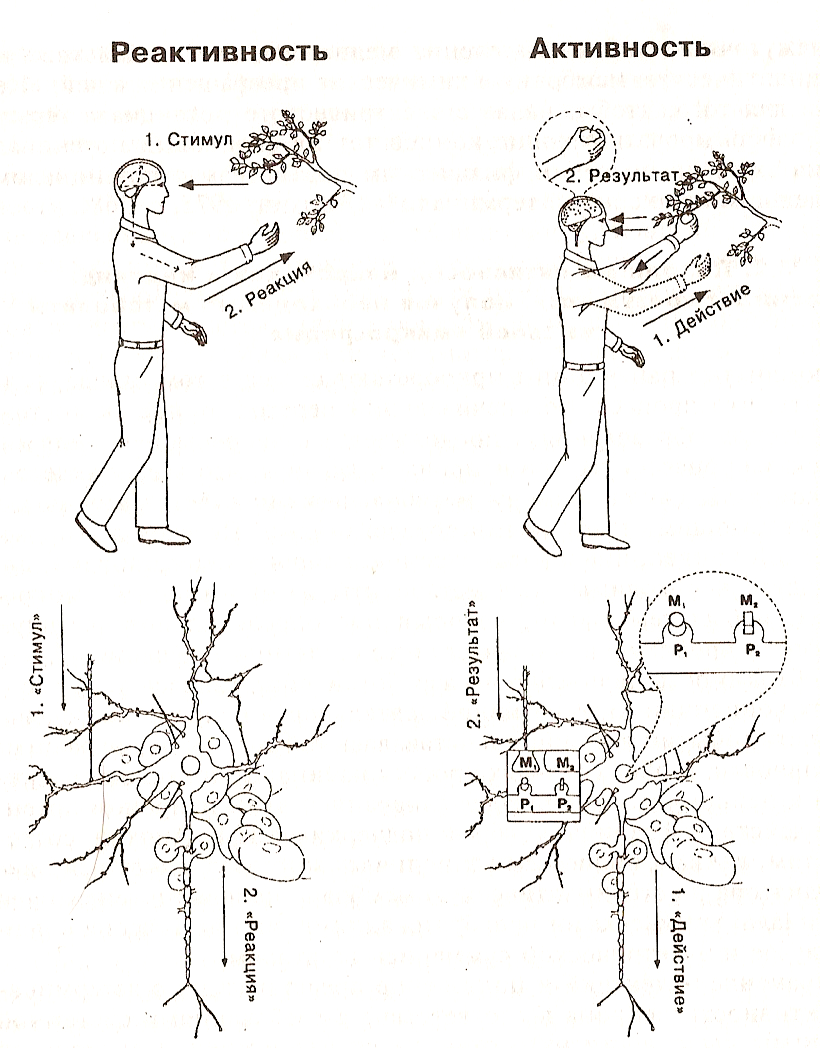 Реактивность
Активность
1. Стимул
2. Реакция
2. Результат
1. Действие
1. «Стимул»
2. «Реакция»
2. «Результат»
1. «Действие»
M₁ M₂
P₁ P₂
M₁ M₂
P₁ P₂